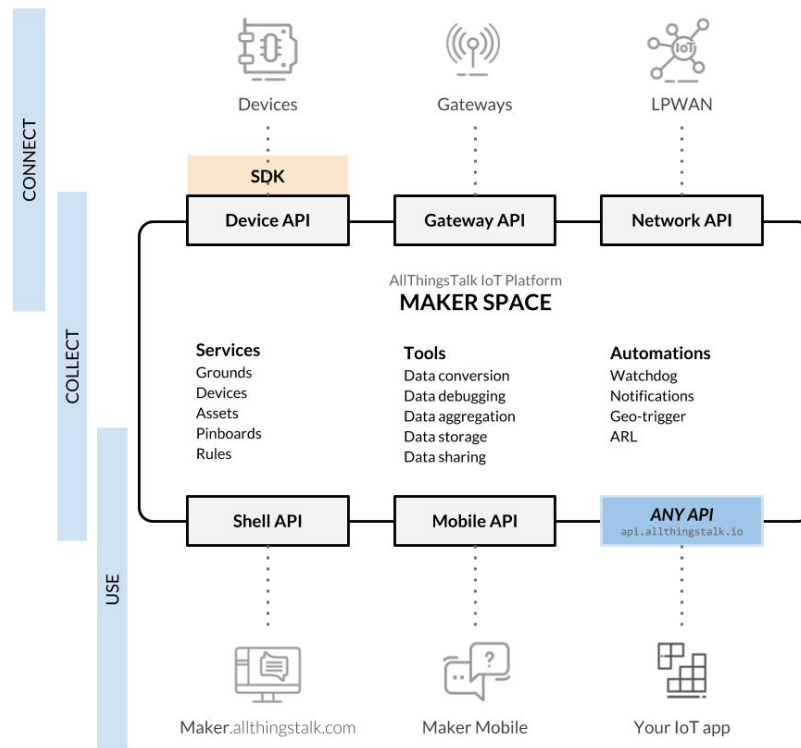 Devices
Gateways
IoT
LPWAN
CONNECT
SDK
Device API
Gateway API
Network API
AllThingsTalk IoT Platform
MAKER SPACE
COLLECT
Services
Grounds
Devices
Assets
Pinboards
Rules
Tools
Data conversion
Data debugging
Data aggregation
Data storage
Data sharing
Automations
Watchdog
Notifications
Geo-trigger
ARL
USE
Shell API
Mobile API
ANY API
api.allthingstalk.io
?
Maker.allthingstalk.com
Maker Mobile
Your IoT app